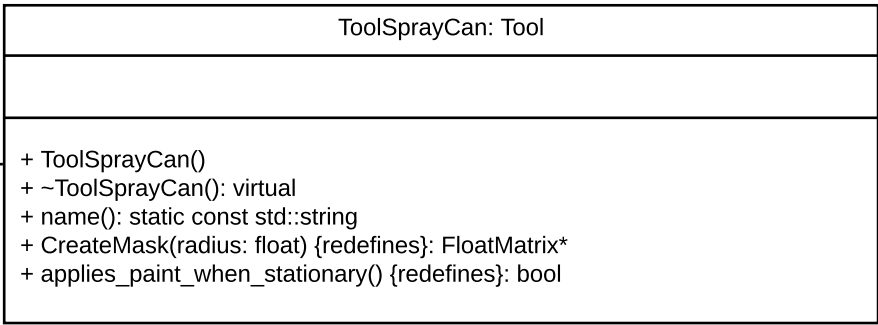 ToolSprayCan: Tool
+ ToolSprayCan()
+ ~ToolSprayCan(): virtual
+ name(): static const std::string
+ CreateMask(radius: float) {redefines}: FloatMatrix*
+ applies_paint_when_stationary() {redefines}: bool